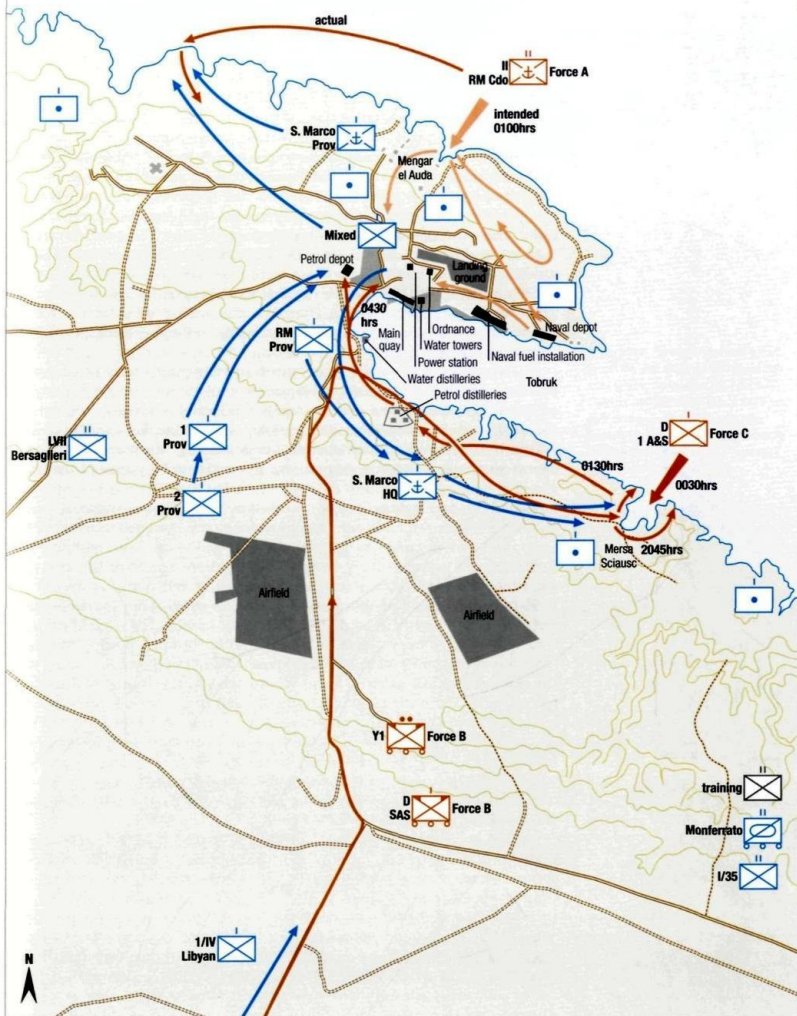 actual
II
RM Cdo
Force A
intended
0100hrs
S. Marco
Prov
Mengar
el Auda
Mixed
Petrol depot
Landing
ground
0430
hrs
RM
Prov
Main
quay
Ordnance
Water towers
Power station
Naval depot
Naval fuel installation
Water distilleries
Tobruk
Petrol distilleries
D
1 A&S
Force C
LVII
Bersaglieri
1
Prov
0130hrs
0030hrs
S. Marco
HQ
2
Prov
Mersa
Sciausc
2045hrs
Airfield
Airfield
Y1
Force B
D
SAS
Force B
training
Monferrato
I/35
1/IV
Libyan
N